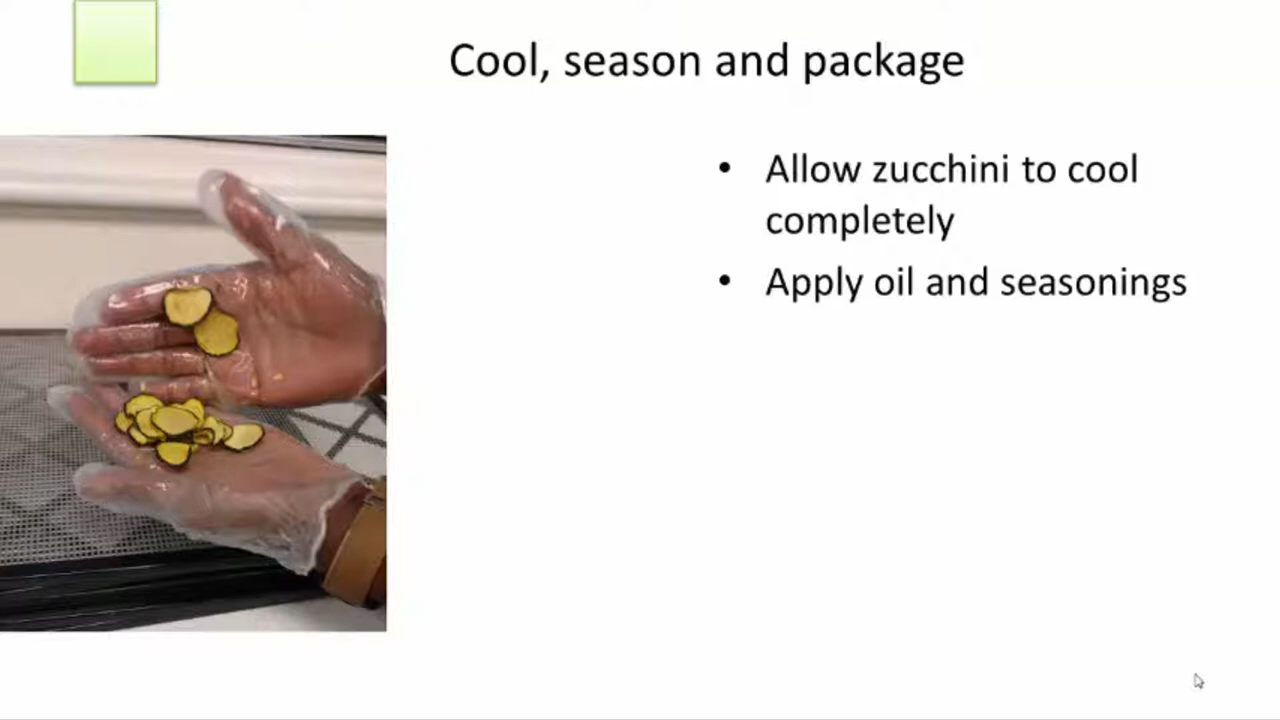 Cool, season and package
• Allow zucchini to cool
completely
• Apply oil and seasonings